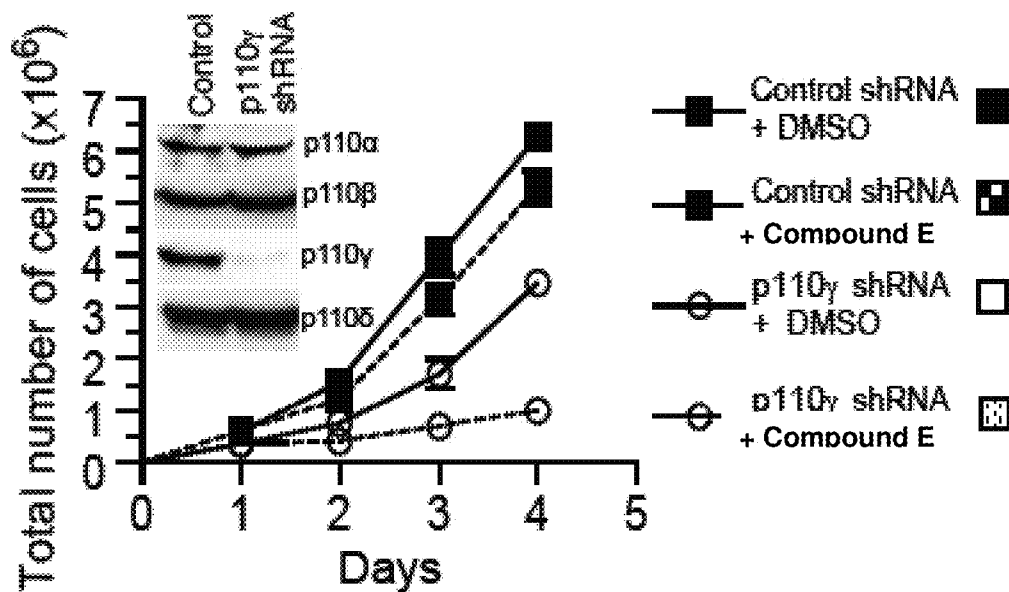 Total number of cells (x10⁶)
7
6
5
4
3
2
1
0
Control
p110γ
shRNA
p110α
p110β
p110γ
p110δ
0 1 2 3 4 5
Days
Control shRNA
+ DMSO
Control shRNA
+ Compound E
p110γ shRNA
+ DMSO
p110γ shRNA
+ Compound E